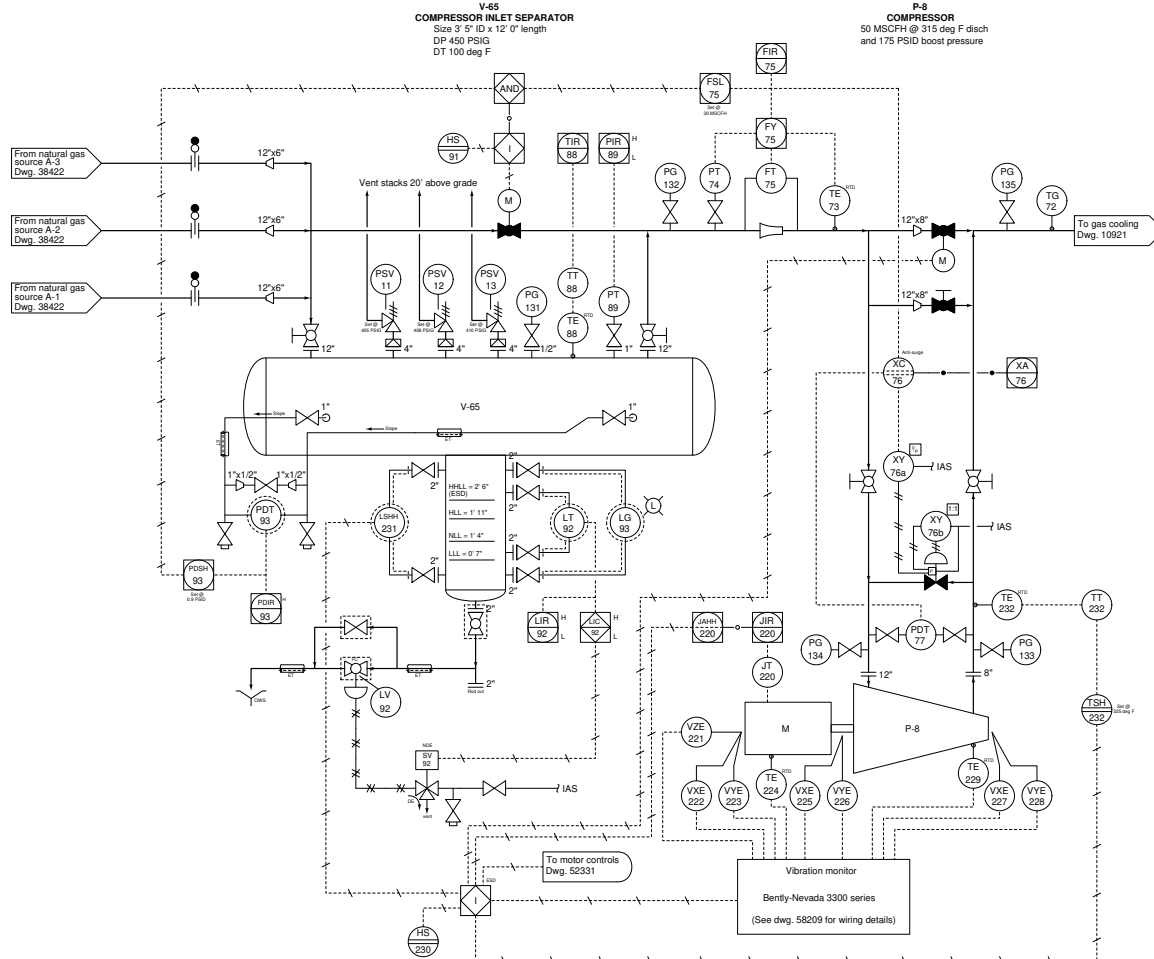 V-65
COMPRESSOR INLET SEPARATOR
Size 3' 5" ID x 12' 0" length
DP 450 PSIG
DT 100 deg F
P-8
COMPRESSOR
50 MSCFH @ 315 deg F disch
and 175 PSID boost pressure
FIR
75
AND
FSL
75
Set @
30 MSCFH
HS
91
I
TIR
88
PIR
89
H
L
FY
75
From natural gas
source A-3
Dwg. 38422
12"x6"
Vent stacks 20' above grade
M
PG
132
PT
74
FT
75
TE
73
RTD
PG
135
TG
72
From natural gas
source A-2
Dwg. 38422
12"x6"
12"x8"
To gas cooling
Dwg. 10921
M
From natural gas
source A-1
Dwg. 38422
12"x6"
PSV
11
PSV
12
PSV
13
TT
88
PG
131
PT
89
12"x8"
Set @
405 PSIG
Set @
408 PSIG
Set @
410 PSIG
TE
88
RTD
12"
4"
4"
4"
1/2"
1"
12"
Anti-surge
XC
76
XA
76
V-65
1"
Slope
1"
Slope
ET
ET
1"x1/2"
1"x1/2"
PDT
93
2"
2"
HHLL = 2' 6"
(ESD)
HLL = 1' 11"
NLL = 1' 4"
LLL = 0' 7"
2"
2"
2"
2"
LSHH
231
LT
92
LG
93
L
XY
76a
IAS
XY
76b
1:1
IAS
P
PDSH
93
Set @
0.9 PSID
PDIR
93
H
LIR
92
H
L
LIC
92
H
L
JAHH
220
JIR
220
JT
220
TE
232
RTD
TT
232
PG
134
PDT
77
PG
133
12"
8"
2"
2"
Rod out
FC
ET
ET
OWS
LV
92
NDE
SV
92
DE
vent
IAS
VZE
221
M
P-8
TSH
232
Set @
325 deg F
VXE
222
VYE
223
TE
224
RTD
VXE
225
VYE
226
TE
229
RTD
VXE
227
VYE
228
To motor controls
Dwg. 52331
ESD
I
HS
230
Vibration monitor
Bently-Nevada 3300 series
(See dwg. 58209 for wiring details)